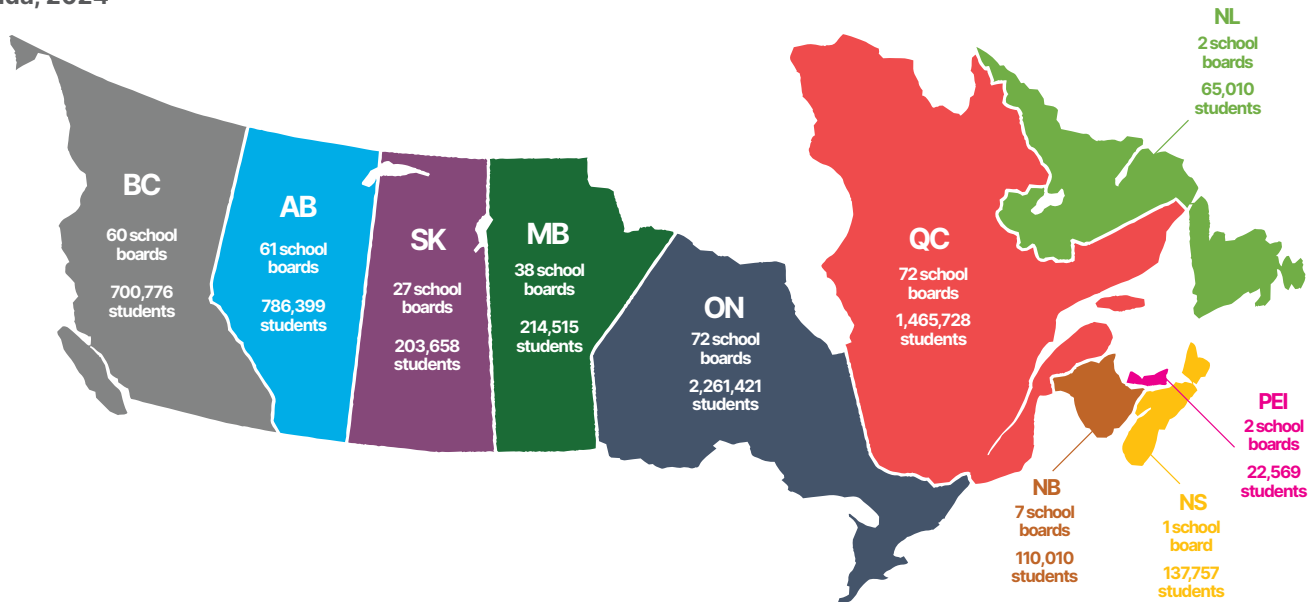 2024
NL
2 school
boards
65,010
students
BC
60 school
boards
700,776
students
AB
61 school
boards
786,399
students
SK
27 school
boards
203,658
students
MB
38 school
boards
214,515
students
ON
72 school
boards
2,261,421
students
QC
72 school
boards
1,465,728
students
PEI
2 school
boards
22,569
students
NB
7 school
boards
110,010
students
NS
1 school
board
137,757
students